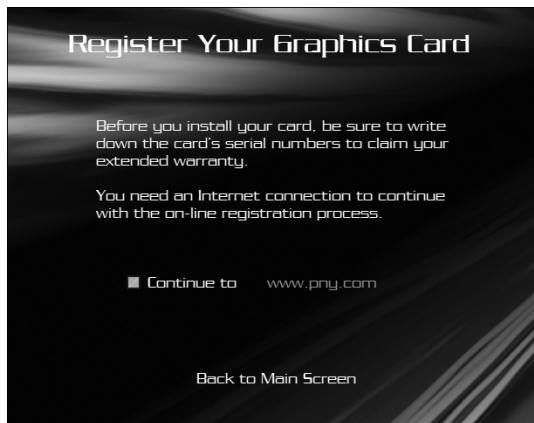 Register Your Graphics Card
Before you install your card, be sure to write
down the card's serial numbers to claim your
extended warranty.
You need an Internet connection to continue
with the on-line registration process.
Continue to www.pny.com
Back to Main Screen